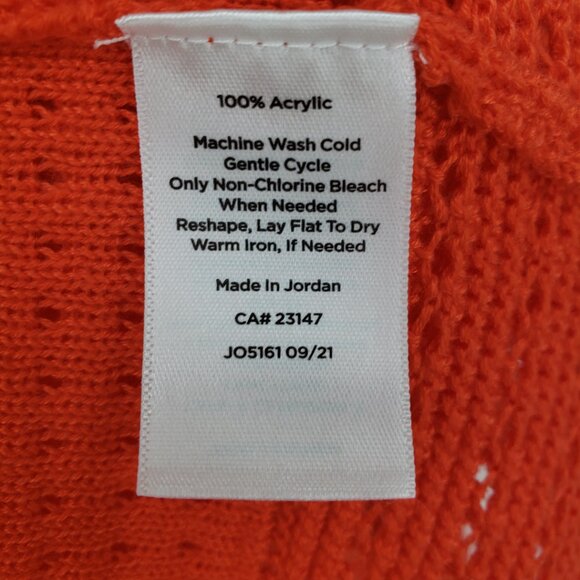 100% Acrylic
Machine Wash Cold
Gentle Cycle
Only Non-Chlorine Bleach
When Needed
Reshape, Lay Flat To Dry
Warm Iron, If Needed
Made In Jordan
CA# 23147
JO5161 09/21